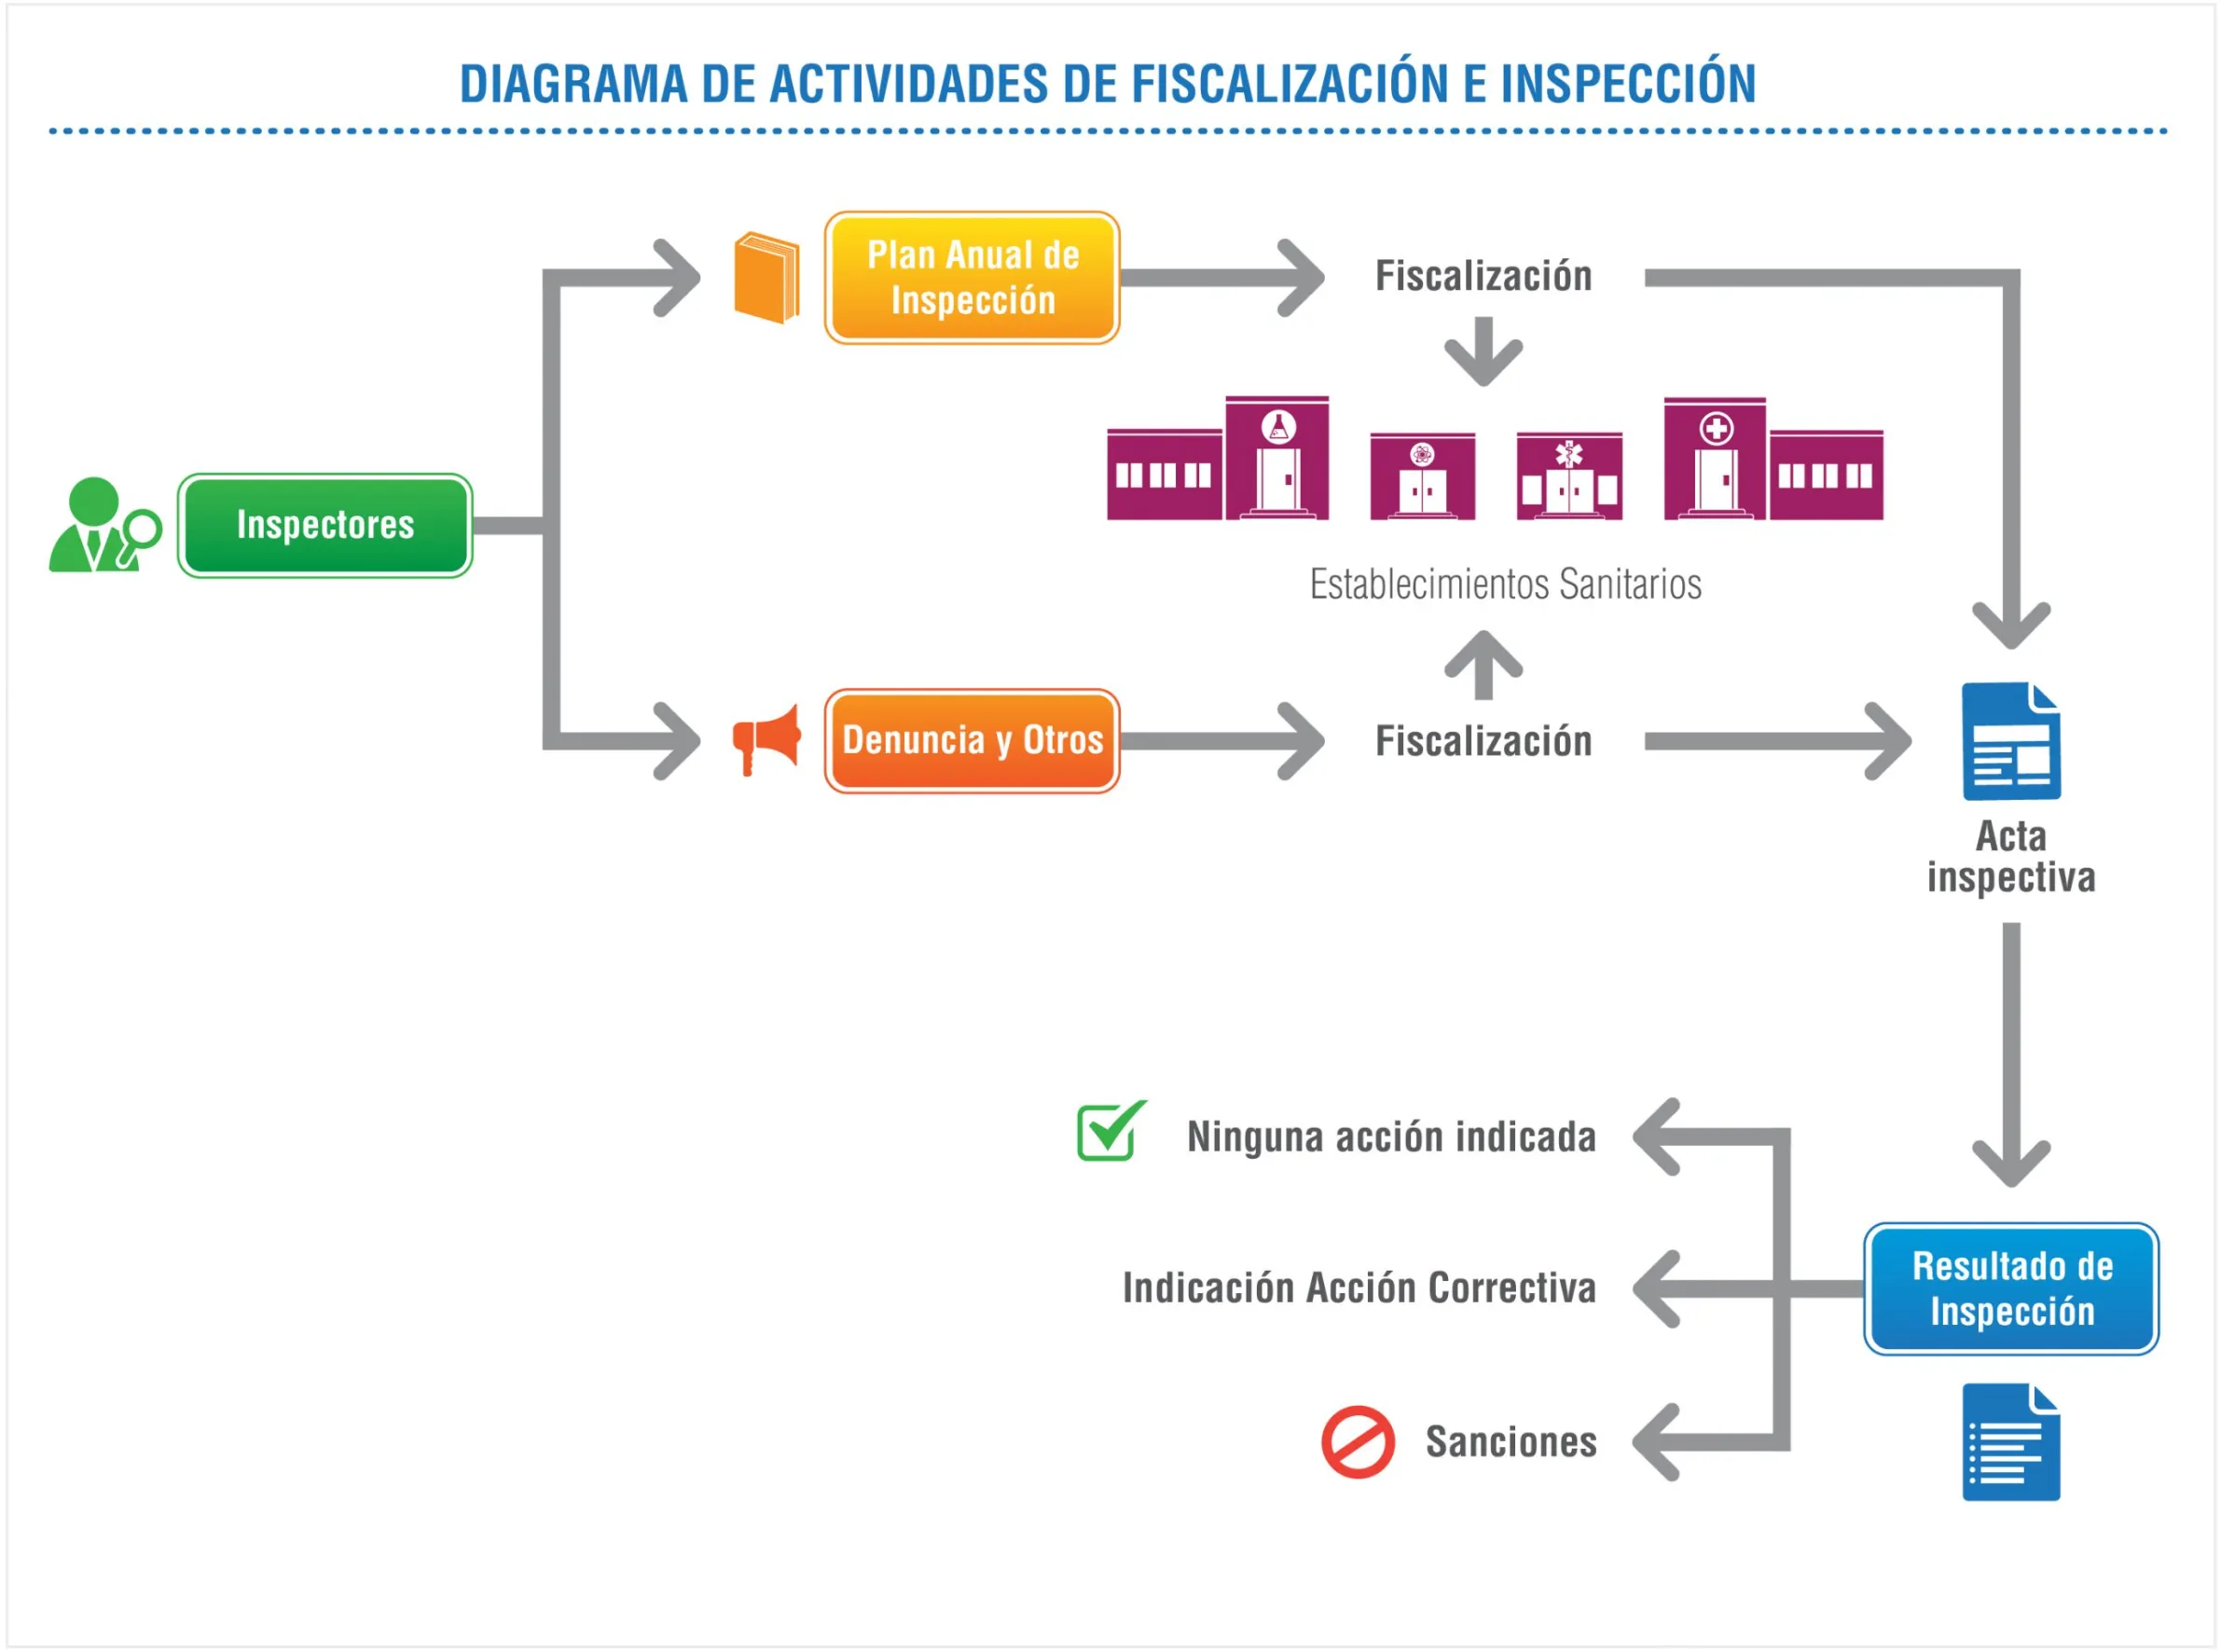 DIAGRAMA DE ACTIVIDADES DE FISCALIZACIÓN E INSPECCIÓN
Plan Anual de
Inspección
Fiscalización
Inspectores
Establecimientos Sanitarios
Denuncia y Otros
Fiscalización
Acta
inspectiva
Ninguna acción indicada
Indicación Acción Correctiva
Resultado de
Inspección
Sanciones